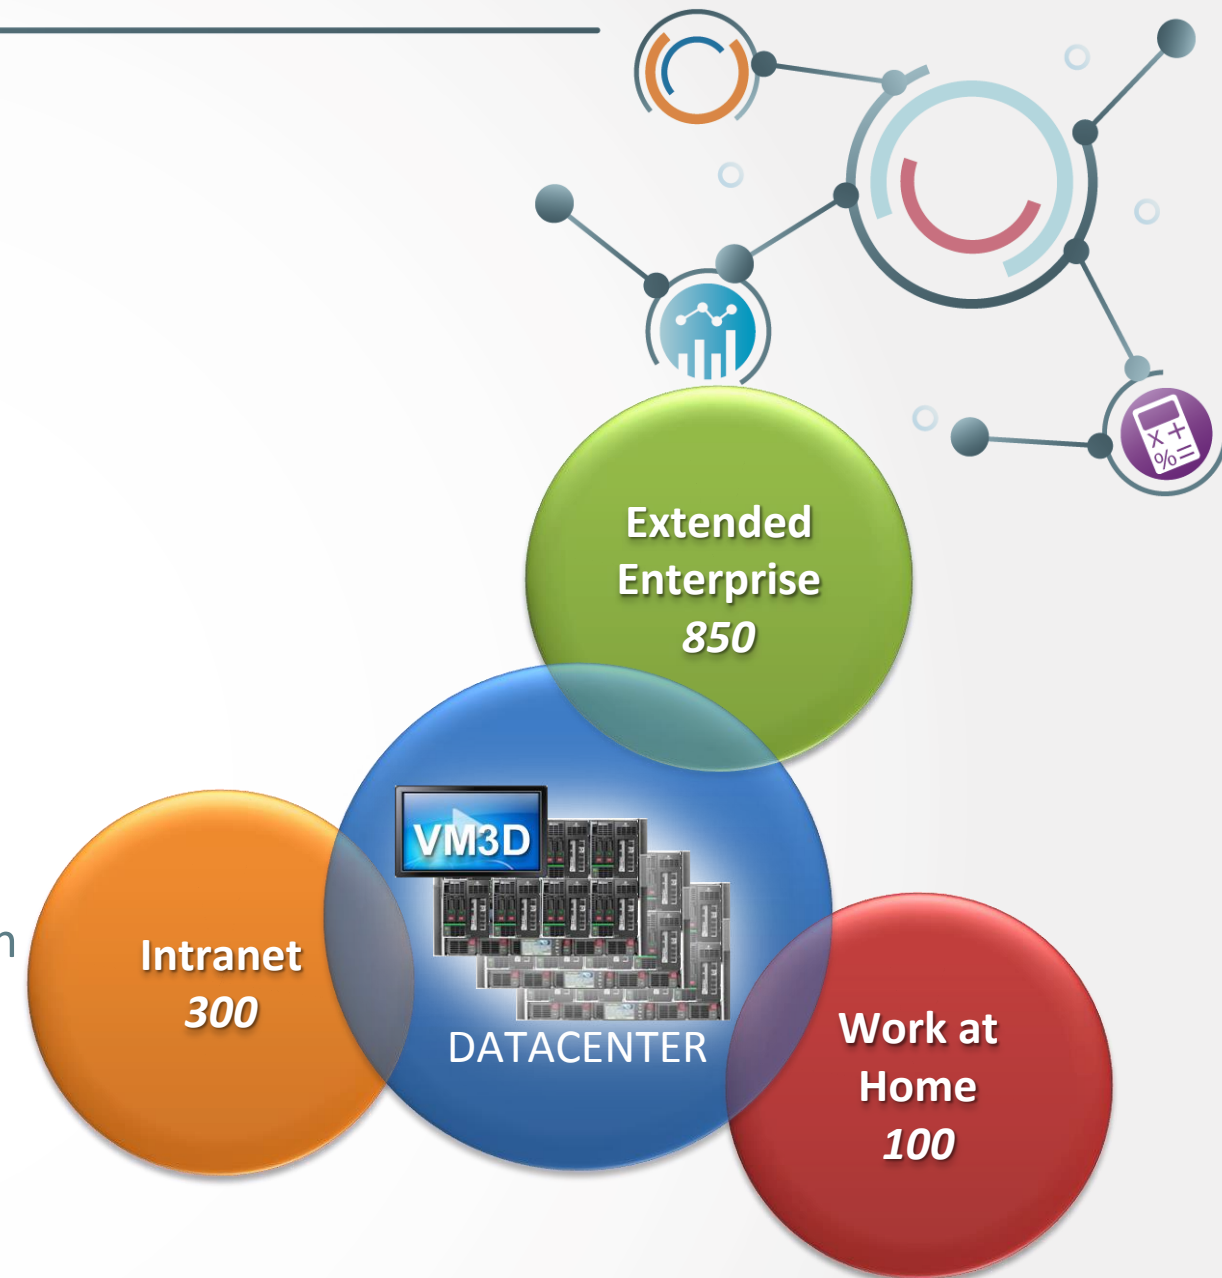 Extended
Enterprise
850
VM3D
DATACENTER
Intranet
300
Work at
Home
100
x +
%=